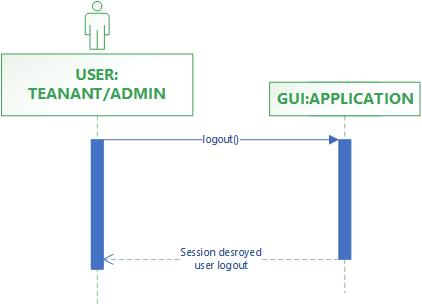 USER:
TEANANT/ADMIN
GUI:APPLICATION
logout()
Session desroyed
user logout